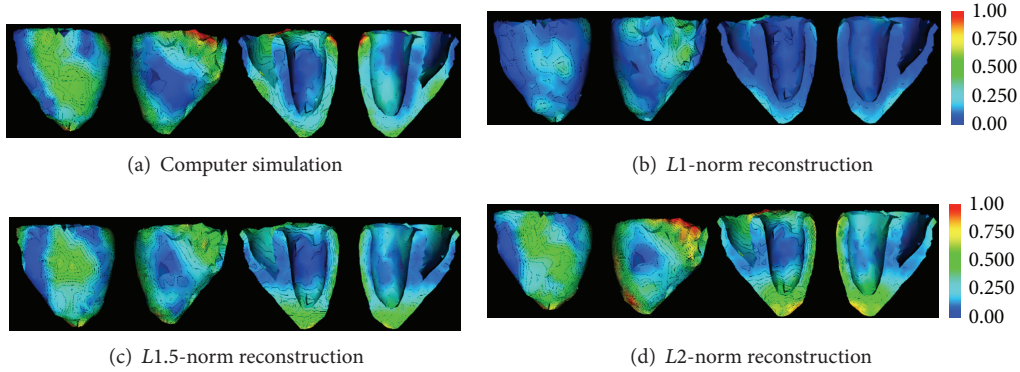 1.00
0.750
0.500
0.250
0.00
(a) Computer simulation
(b) L1-norm reconstruction
1.00
0.750
0.500
0.250
0.00
(c) L1.5-norm reconstruction
(d) L2-norm reconstruction